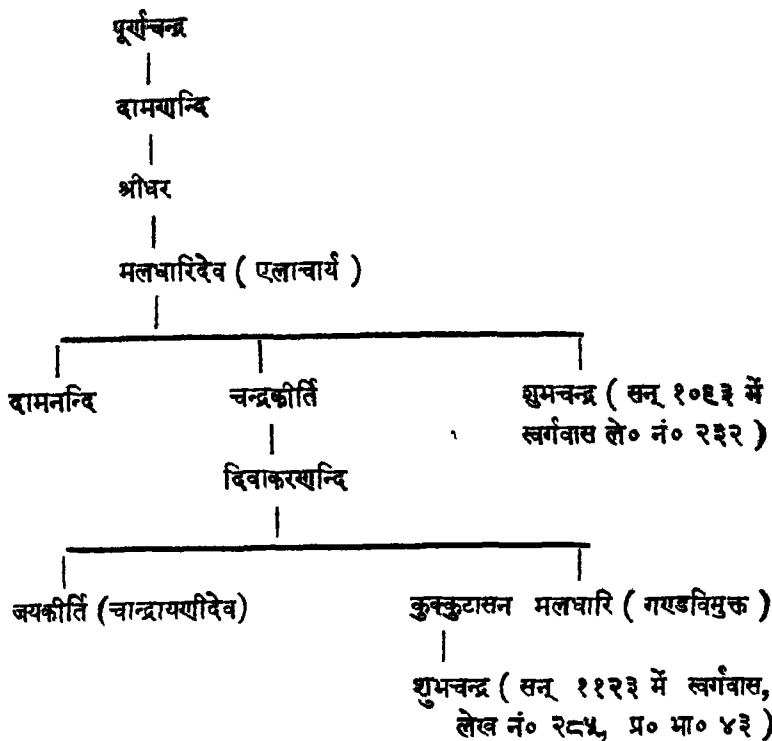 पूर्णचन्द्र
दामणन्दि
श्रीधर
मलधारिदेव ( एलाचार्य )
दामनन्दि चन्द्रकीर्ति शुभचन्द्र ( सन् १०९३ में
स्वर्गवास ले० नं० २३२ )
दिवाकरणन्दि
जयकीर्ति (चान्द्रायणीदेव) कुक्कुटासन मलधारि ( गण्डविमुक्त )
शुभचन्द्र ( सन् ११२३ में स्वर्गवास,
लेख नं० २८५, प्र० भा० ४३ )